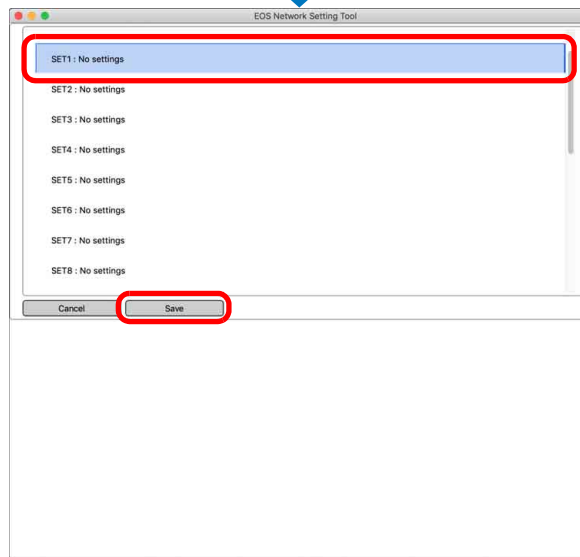 EOS Network Setting Tool
SET1 : No settings
SET2 : No settings
SET3 : No settings
SET4 : No settings
SET5 : No settings
SET6 : No settings
SET7 : No settings
SET8 : No settings
Cancel Save